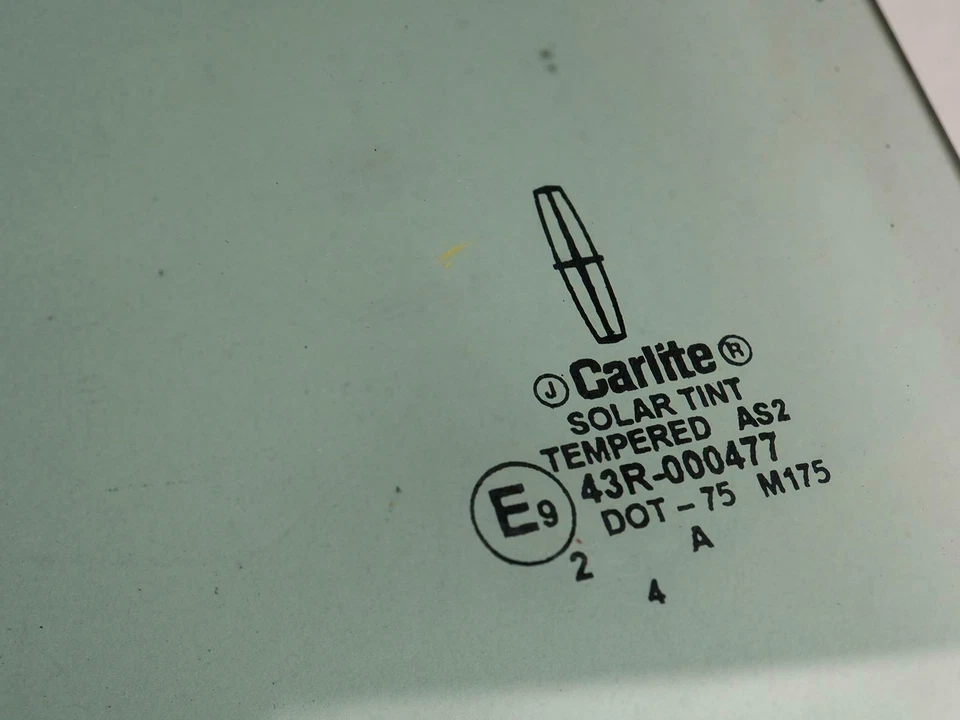 J Carlite R
SOLAR TINT
TEMPERED AS2
E9 43R-000477
DOT - 75 M175
A
2
4